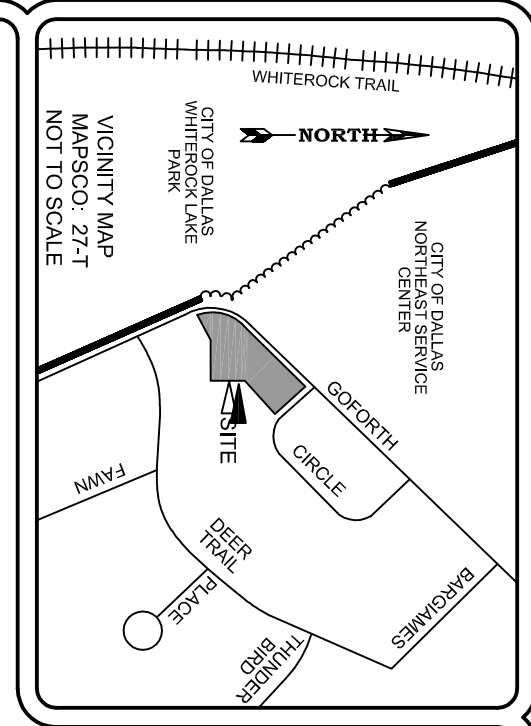 WHITEROCK TRAIL
NORTH
CITY OF DALLAS
WHITEROCK LAKE
PARK
VICINITY MAP
MAPSCO: 27-T
NOT TO SCALE
CITY OF DALLAS
NORTHEAST SERVICE
CENTER
GOFORTH
SITE
CIRCLE
FAWN
DEER
TRAIL
PLACE
BARGIAMES
THUNDER
BIRD